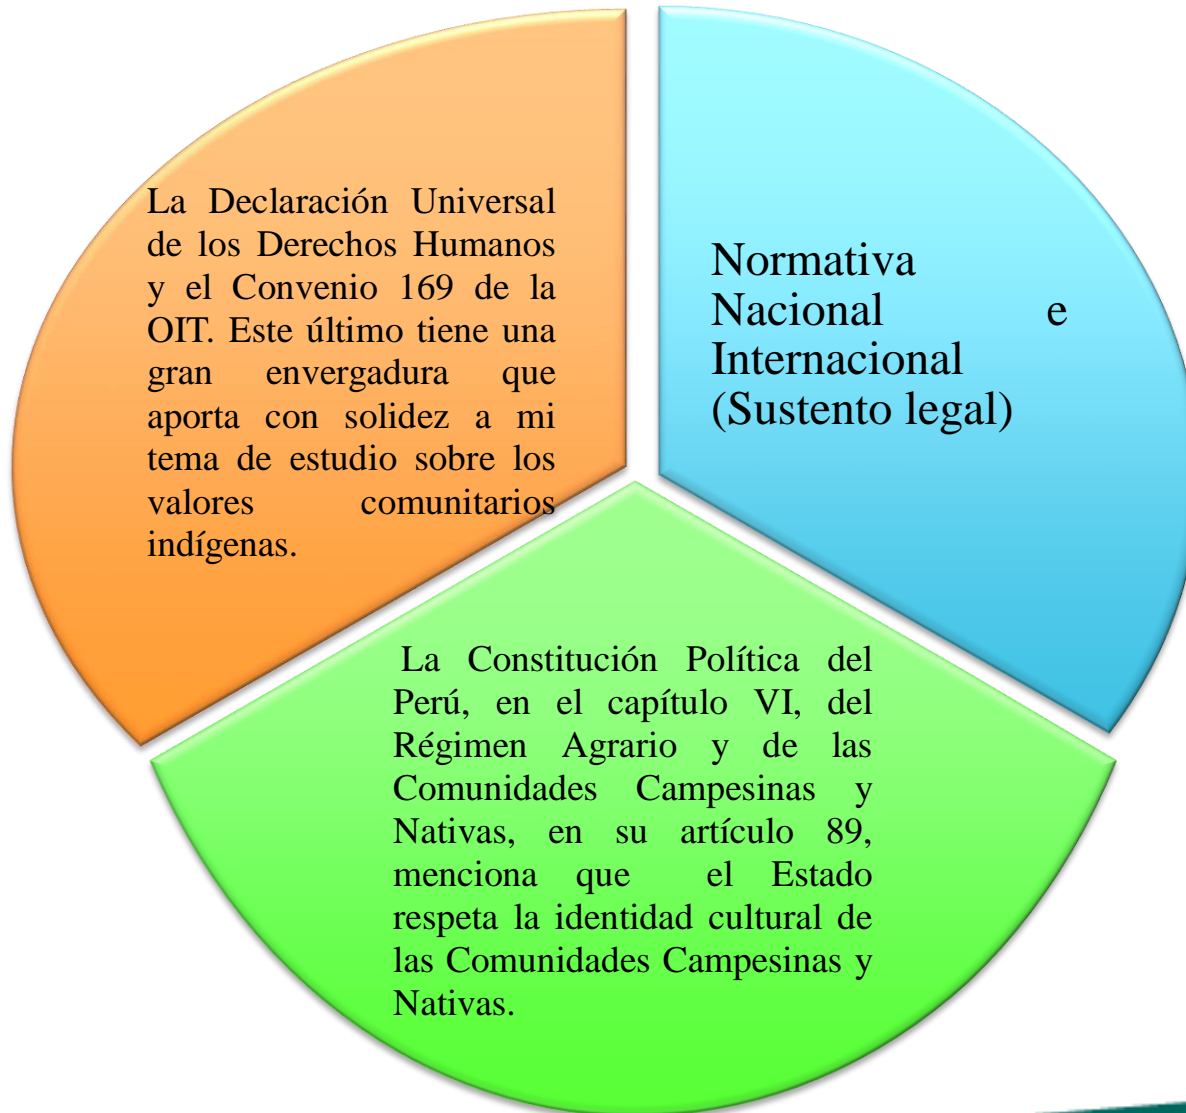 La Declaración Universal
de los Derechos Humanos
y el Convenio 169 de la
OIT. Este último tiene una
gran envergadura que
aporta con solidez a mi
tema de estudio sobre los
valores comunitarios
indígenas.
Normativa
Nacional e
Internacional
(Sustento legal)
La Constitución Política del
Perú, en el capítulo VI, del
Régimen Agrario y de las
Comunidades Campesinas y
Nativas, en su artículo 89,
menciona que el Estado
respeta la identidad cultural de
las Comunidades Campesinas y
Nativas.